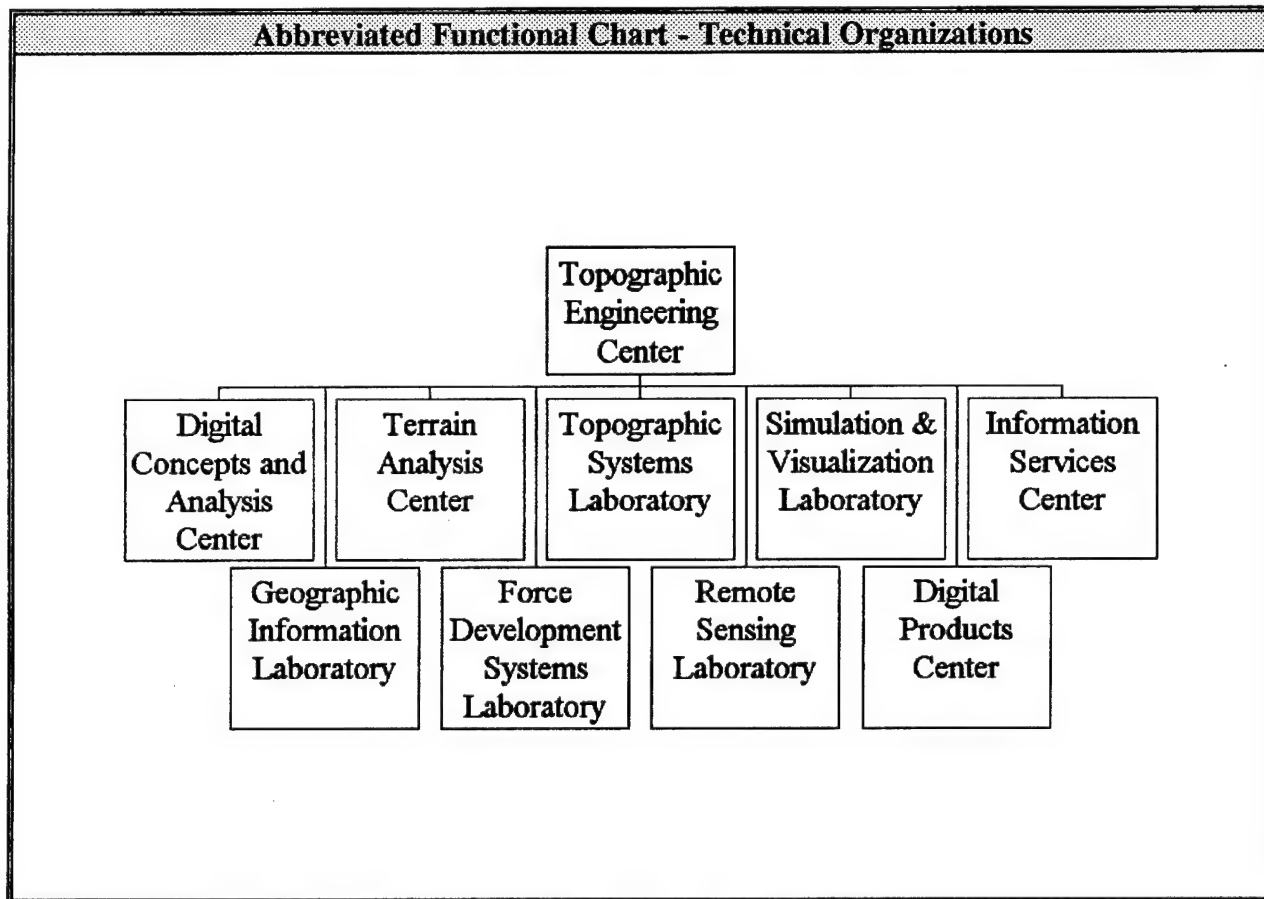 Abbreviated Functional Chart - Technical Organizations
Topographic
Engineering
Center
Digital
Concepts and
Analysis
Center
Terrain
Analysis
Center
Topographic
Systems
Laboratory
Simulation &
Visualization
Laboratory
Information
Services
Center
Geographic
Information
Laboratory
Force
Development
Systems
Laboratory
Remote
Sensing
Laboratory
Digital
Products
Center